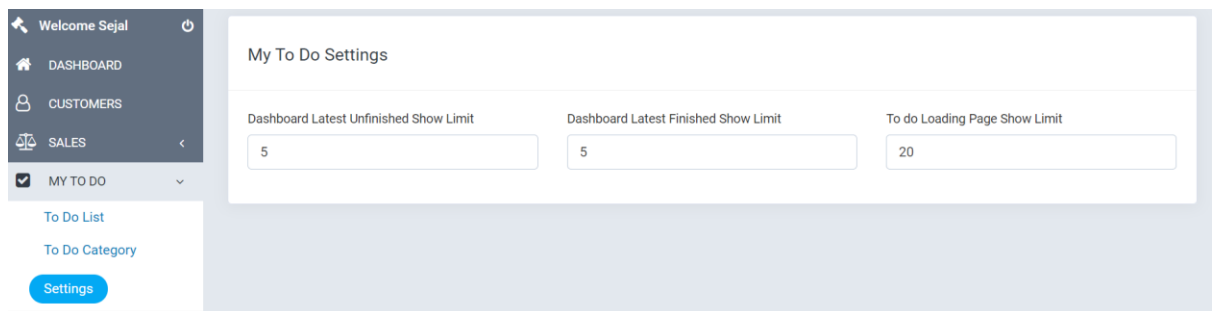 Welcome Sejal
DASHBOARD
CUSTOMERS
SALES
MY TO DO
To Do List
To Do Category
Settings
My To Do Settings
Dashboard Latest Unfinished Show Limit
5
Dashboard Latest Finished Show Limit
5
To do Loading Page Show Limit
20